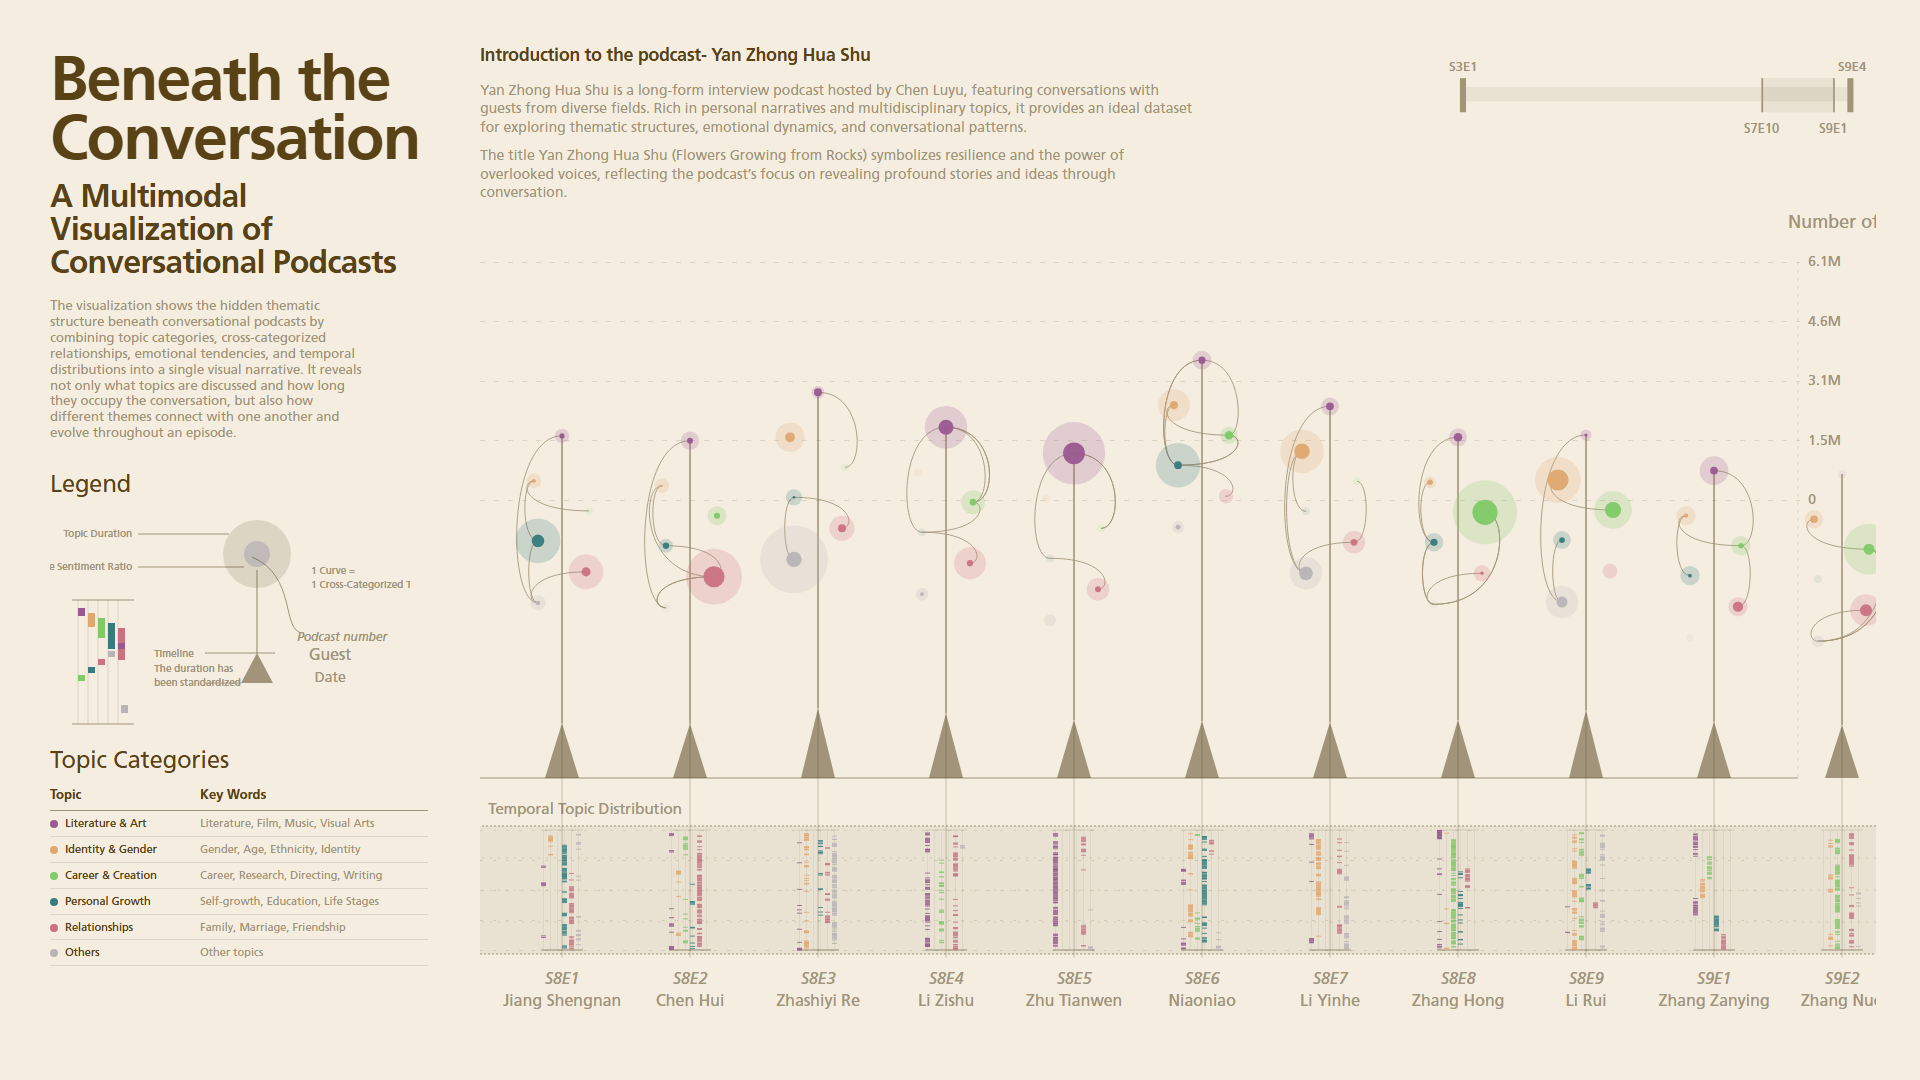 Beneath the
Conversation
A Multimodal
Visualization of
Conversational Podcasts
The visualization shows the hidden thematic
structure beneath conversational podcasts by
combining topic categories, cross-categorized
relationships, emotional tendencies, and temporal
distributions into a single visual narrative. It reveals
not only what topics are discussed and how long
they occupy the conversation, but also how
different themes connect with one another and
evolve throughout an episode.
Legend
Topic Duration
e Sentiment Ratio
1 Curve =
1 Cross-Categorized T
Podcast number
Guest
Date
Timeline
The duration has
been standardized
Topic Categories
Topic Key Words
Literature & Art Literature, Film, Music, Visual Arts
Identity & Gender Gender, Age, Ethnicity, Identity
Career & Creation Career, Research, Directing, Writing
Personal Growth Self-growth, Education, Life Stages
Relationships Family, Marriage, Friendship
Others Other topics
Introduction to the podcast- Yan Zhong Hua Shu
Yan Zhong Hua Shu is a long-form interview podcast hosted by Chen Luyu, featuring conversations with
guests from diverse fields. Rich in personal narratives and multidisciplinary topics, it provides an ideal dataset
for exploring thematic structures, emotional dynamics, and conversational patterns.
The title Yan Zhong Hua Shu (Flowers Growing from Rocks) symbolizes resilience and the power of
overlooked voices, reflecting the podcast's focus on revealing profound stories and ideas through
conversation.
S3E1 S9E4
S7E10 S9E1
Number of
6.1M
4.6M
3.1M
1.5M
0
Temporal Topic Distribution
S8E1 S8E2 S8E3 S8E4 S8E5 S8E6 S8E7 S8E8 S8E9 S9E1 S9E2
Jiang Shengnan Chen Hui Zhashiyi Re Li Zishu Zhu Tianwen Niaoniao Li Yinhe Zhang Hong Li Rui Zhang Zanying Zhang Nu